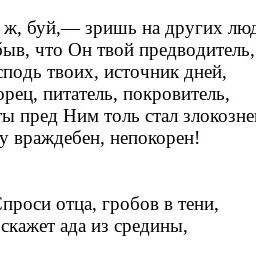 ж, буй,— зришь на других люд
быв, что Он твой предводитель,
сподь твоих, источник дней,
орец, питатель, покровитель,
ты пред Ним толь стал злокозне
у враждебен, непокорен!
Спроси отца, гробов в тени,
скажет ада из средины,